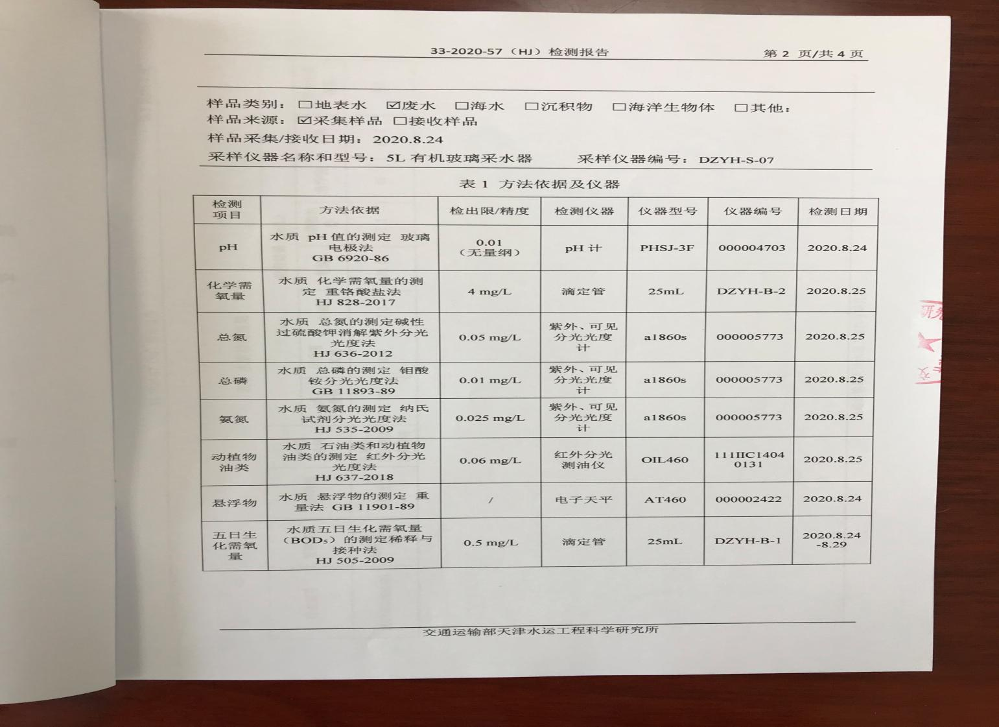 33-2020-57（HJ）检测报告 第 2 页/共 4 页
样品类别：□地表水 ☑废水 □海水 □沉积物 □海洋生物体 □其他：
样品来源：☑采集样品 □接收样品
样品采集/接收日期：2020.8.24
采样仪器名称和型号：5L 有机玻璃采水器 采样仪器编号：DZYH-S-07
表 1 方法依据及仪器
检测
项目
方法依据
检出限/精度
检测仪器
仪器型号
仪器编号
检测日期
pH
水质 pH 值的测定 玻璃
电极法
GB 6920-86
0.01
（无量纲）
pH 计
PHSJ-3F
000004703
2020.8.24
化学需
氧量
水质 化学需氧量的测
定 重铬酸盐法
HJ 828-2017
4 mg/L
滴定管
25mL
DZYH-B-2
2020.8.25
总氮
水质 总氮的测定碱性
过硫酸钾消解紫外分光
光度法
HJ 636-2012
0.05 mg/L
紫外、可见
分光光度
计
a1860s
000005773
2020.8.25
总磷
水质 总磷的测定 钼酸
铵分光光度法
GB 11893-89
0.01 mg/L
紫外、可见
分光光度
计
a1860s
000005773
2020.8.25
氨氮
水质 氨氮的测定 纳氏
试剂分光光度法
HJ 535-2009
0.025 mg/L
紫外、可见
分光光度
计
a1860s
000005773
2020.8.25
动植物
油类
水质 石油类和动植物
油类的测定 红外分光
光度法
HJ 637-2018
0.06 mg/L
红外分光
测油仪
OIL460
111IIC1404
0131
2020.8.25
悬浮物
水质 悬浮物的测定 重
量法 GB 11901-89
/
电子天平
AT460
000002422
2020.8.24
五日生
化需氧
量
水质五日生化需氧量
（BOD₅）的测定稀释与
接种法
HJ 505-2009
0.5 mg/L
滴定管
25mL
DZYH-B-1
2020.8.24
-8.29
交通运输部天津水运工程科学研究所
研究